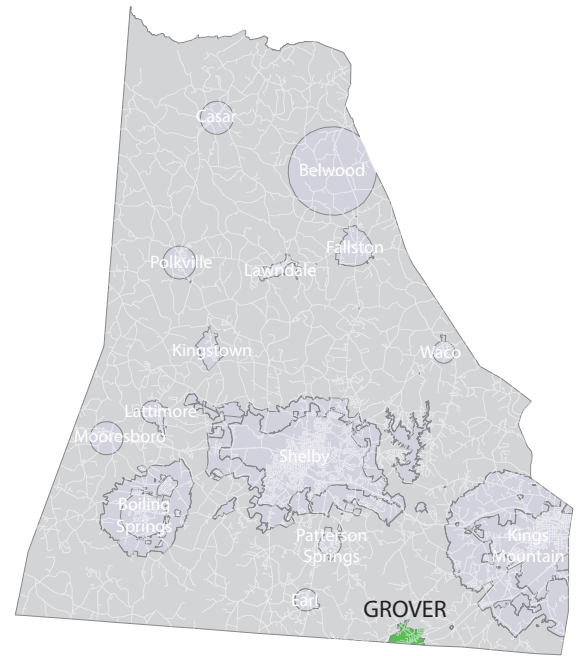 Casar
Belwood
Fallston
Polkville
Lawndale
Kingstown
Waco
Lattimore
Mooresboro
Shelby
Boiling
Springs
Patterson
Springs
Kings
Mountain
Earl
GROVER